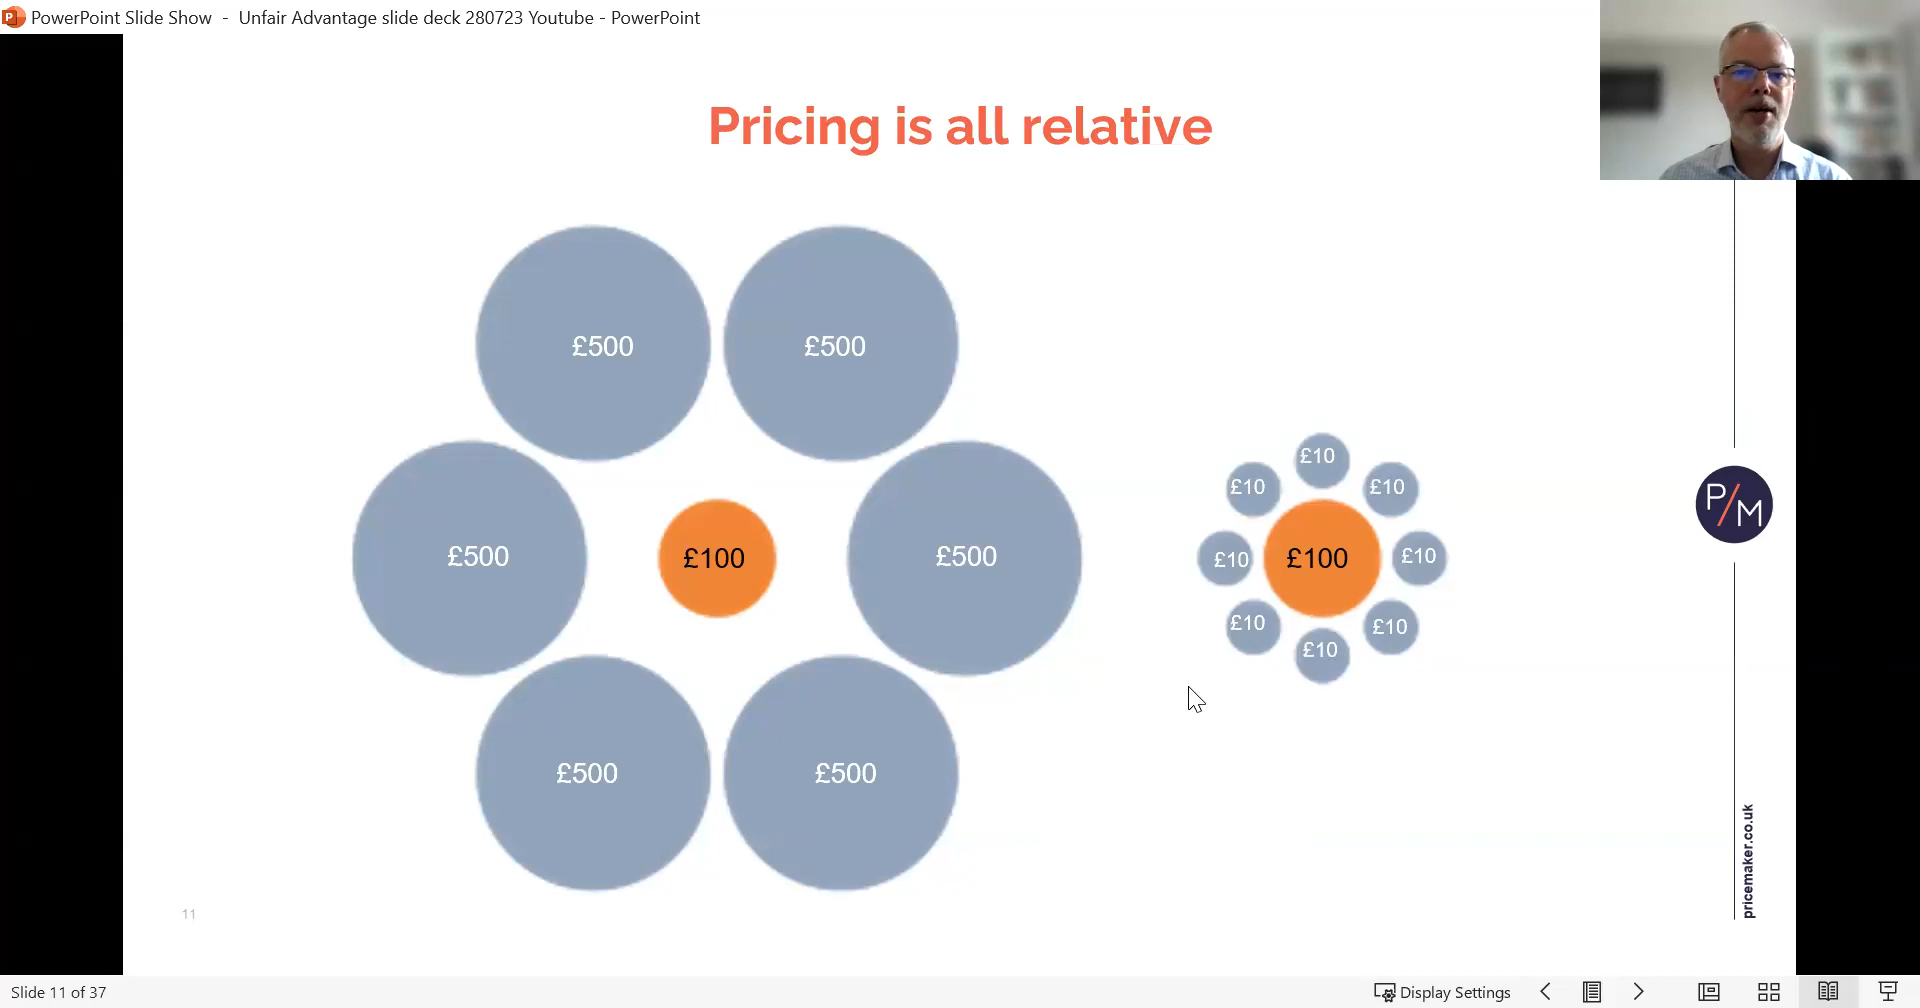 PowerPoint Slide Show - Unfair Advantage slide deck 280723 Youtube - PowerPoint
Pricing is all relative
£500 £500
£500 £100 £500
£500 £500
£10
£10 £10
£10 £100 £10
£10 £10
£10
P/M
pricemaker.co.uk
11
Slide 11 of 37
Display Settings